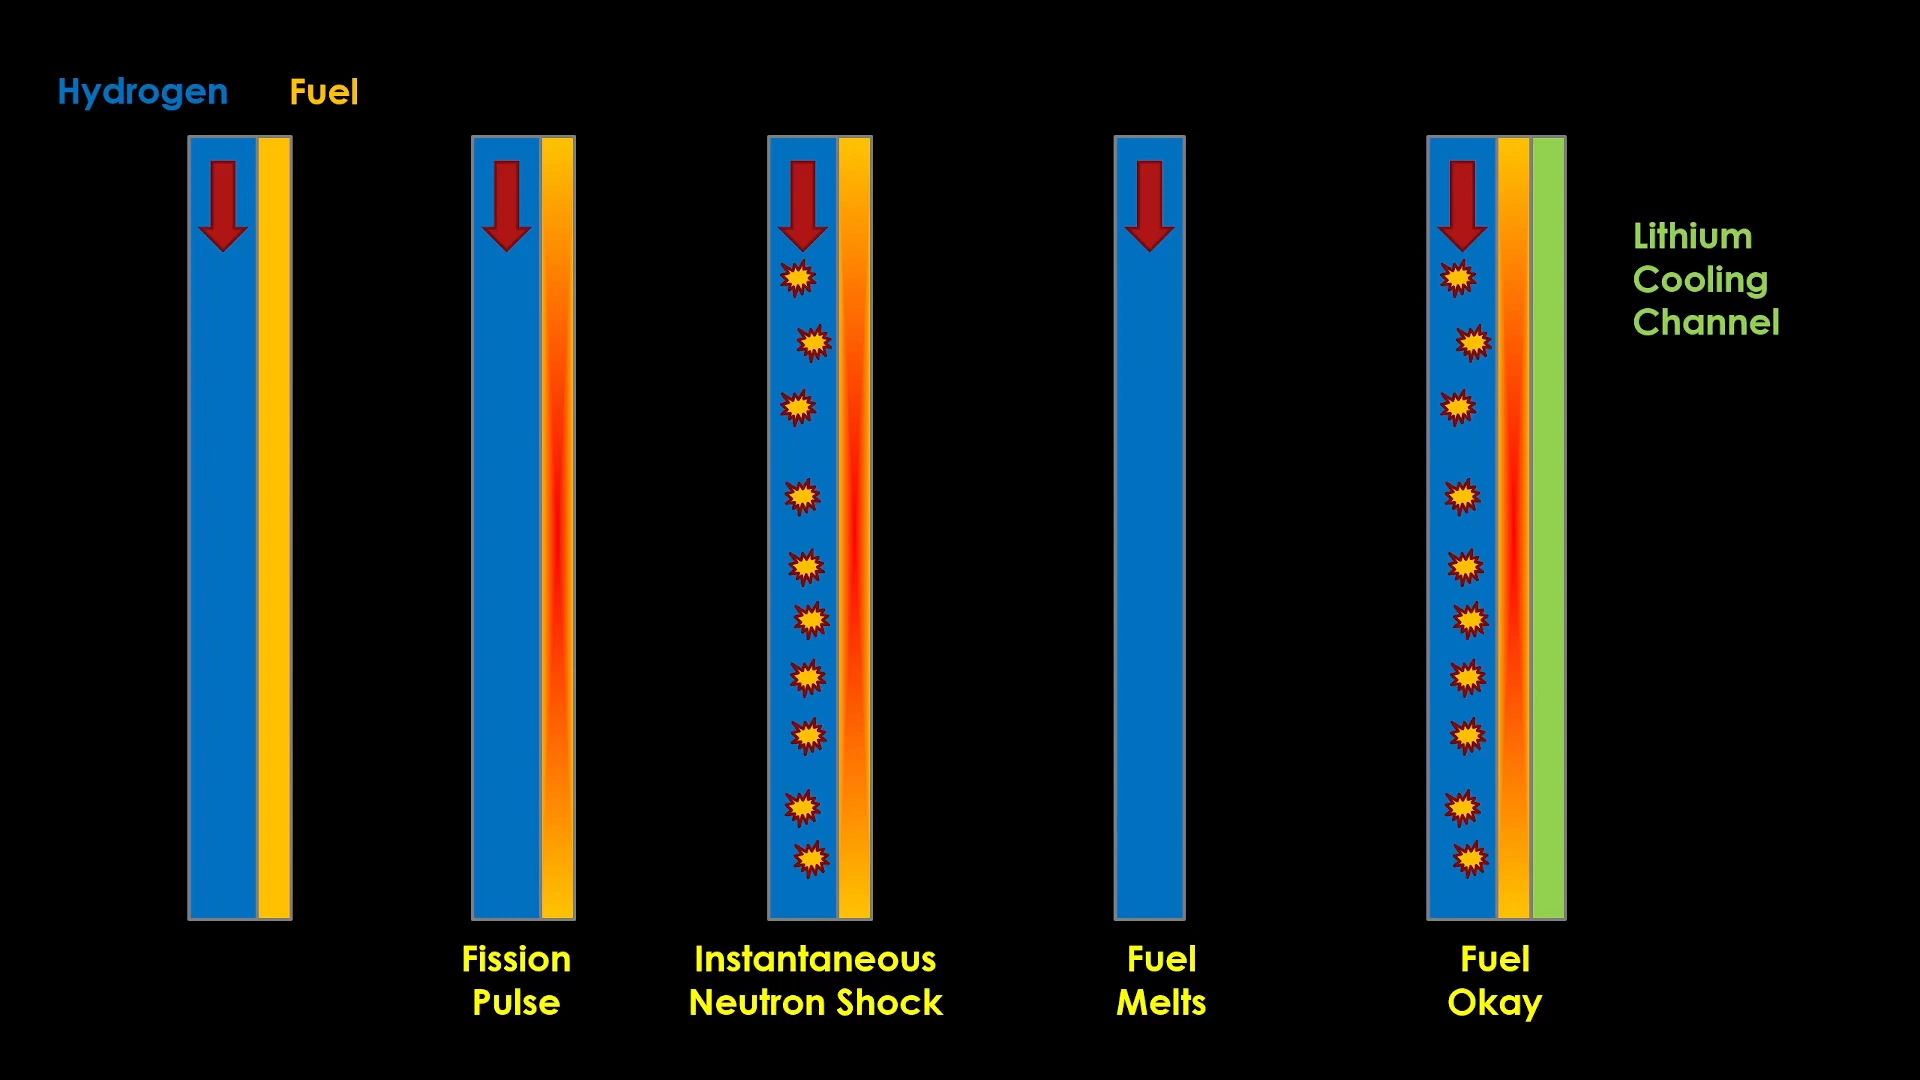 Hydrogen Fuel
Lithium
Cooling
Channel
Fission
Pulse
Instantaneous
Neutron Shock
Fuel
Melts
Fuel
Okay